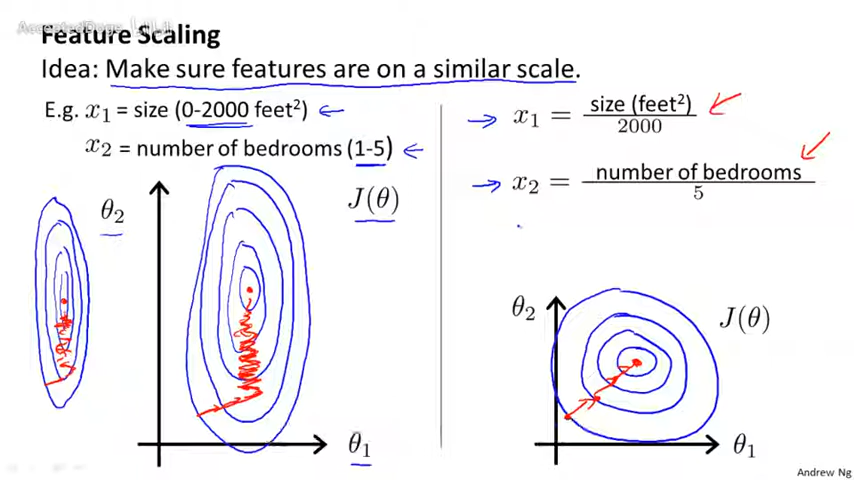 Feature Scaling
Idea: Make sure features are on a similar scale.
E.g. x₁ = size (0-2000 feet²)
x₂ = number of bedrooms (1-5)
θ₂
J(θ)
θ₁
x₁ = size (feet²) / 2000
x₂ = number of bedrooms / 5
θ₂
J(θ)
θ₁
Andrew Ng